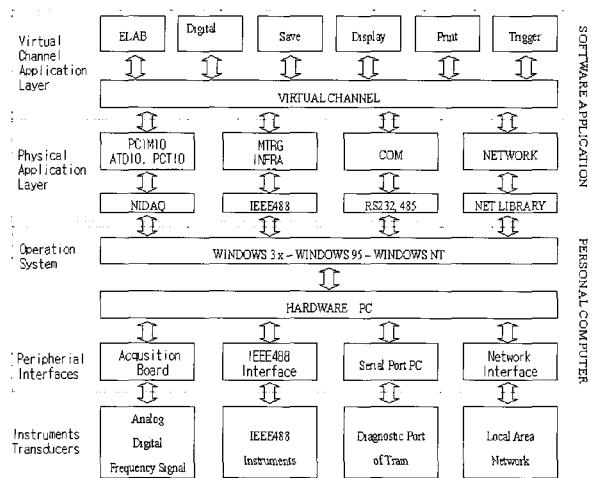 Virtual
Channel
Application
Layer
ELAB
Digital
Save
Display
Print
Trigger
VIRTUAL CHANNEL
SOFTWARE APPLICATION
Physical
Application
Layer
PCIMIO
ATDIO, PCTIO
MTRG
INFRA
COM
NETWORK
NIDAQ
IEEE488
RS232, 485
NET LIBRARY
Operation
System
WINDOWS 3.x – WINDOWS 95 – WINDOWS NT
HARDWARE PC
PERSONAL COMPUTER
Peripherial
Interfaces
Acqusition
Board
IEEE488
Interface
Serial Port PC
Network
Interface
Instruments
Transducers
Analog
Digital
Frequency Signal
IEEE488
Instruments
Diagnostic Port
of Train
Local Area
Network